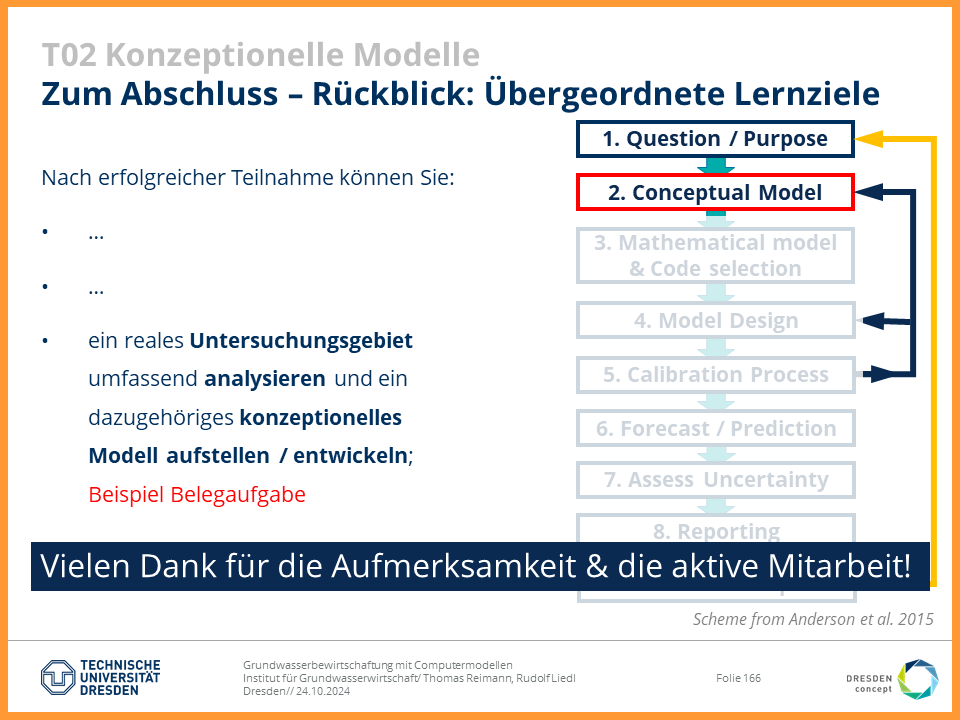 T02 Konzeptionelle Modelle
Zum Abschluss – Rückblick: Übergeordnete Lernziele
Nach erfolgreicher Teilnahme können Sie:
• ...
• ...
• ein reales Untersuchungsgebiet
umfassend analysieren und ein
dazugehöriges konzeptionelles
Modell aufstellen / entwickeln;
Beispiel Belegaufgabe
1. Question / Purpose
2. Conceptual Model
3. Mathematical model
& Code selection
4. Model Design
5. Calibration Process
6. Forecast / Prediction
7. Assess Uncertainty
8. Reporting
Vielen Dank für die Aufmerksamkeit & die aktive Mitarbeit!
Scheme from Anderson et al. 2015
TECHNISCHE
UNIVERSITÄT
DRESDEN
Grundwasserbewirtschaftung mit Computermodellen
Institut für Grundwasserwirtschaft/ Thomas Reimann, Rudolf Liedl
Dresden// 24.10.2024
Folie 166
DRESDEN
concept